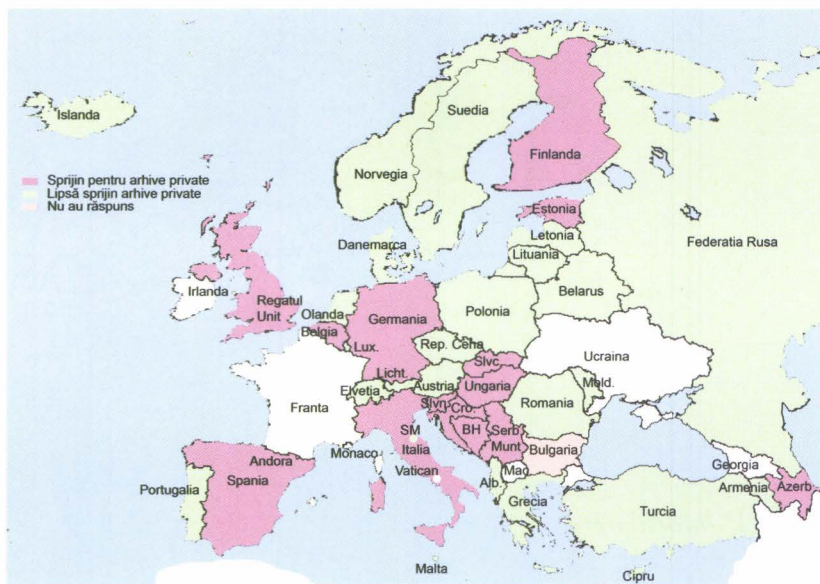 Islanda
Suedia
Norvegia
Finlanda
Sprijin pentru arhive private
Lipsă sprijin arhive private
Nu au răspuns
Estonia
Letonia
Danemarca
Lituania
Federatia Rusa
Belarus
Irlanda
Regatul
Unit
Olanda
Germania
Polonia
Belgia
Rep. Ceha
Lux.
Ucraina
Slvc.
Licht.
Mold.
Elvetia
Austria
Ungaria
Franta
Slvn.
Cro.
Romania
SM
BH
Serb.
Italia
Munt
Bulgaria
Monaco
Andora
Vatican
Mac.
Georgia
Portugalia
Spania
Alb.
Armenia
Azerb.
Grecia
Turcia
Malta
Cipru